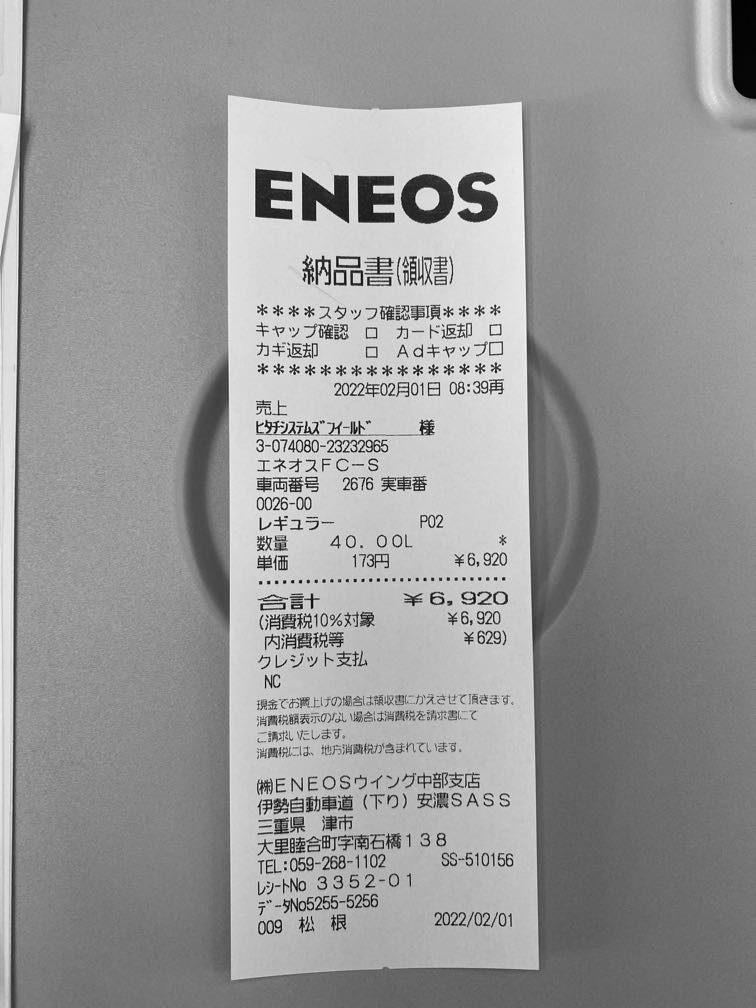 ENEOS
納品書(領収書)
****スタッフ確認事項****
キャップ確認 □ カード返却 □
カギ返却 □ Adキャップ□
****************
2022年02月01日 08:39再
売上
ヒタチシステムズフィールド 様
3-074080-23232965
エネオスFC-S
車両番号 2676 実車番
0026-00
レギュラー P02
数量 40.00L *
単価 173円 ¥6,920
合計 ¥6,920
(消費税10%対象 ¥6,920
内消費税等 ¥629)
クレジット支払
NC
現金でお買上げの場合は領収書にかえさせて頂きます。
消費税額表示のない場合は消費税を請求書にて
ご請求いたします。
消費税には、地方消費税が含まれています。
㈱ENEOSウイング中部支店
伊勢自動車道(下り)安濃SASS
三重県 津市
大里睦合町字南石橋138
TEL:059-268-1102 SS-510156
レシートNo 3352-01
データNo5255-5256
009 松 根 2022/02/01